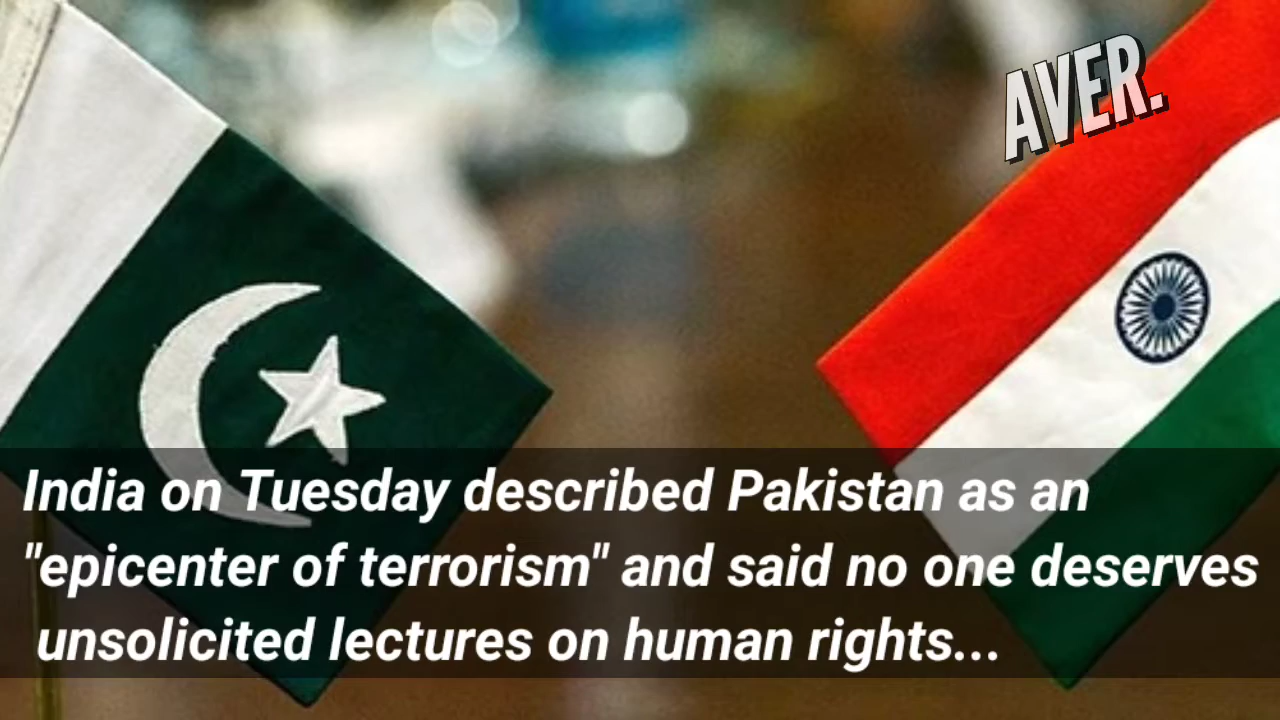 AVER.
India on Tuesday described Pakistan as an
"epicenter of terrorism" and said no one deserves
unsolicited lectures on human rights...